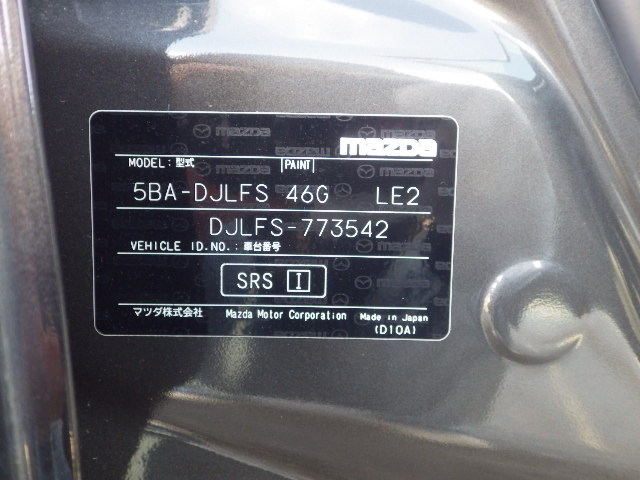 mazda
MODEL:型式 PAINT
5BA-DJLFS 46G LE2
DJLFS-773542
VEHICLE ID.NO.:車台番号
SRS I
マツダ株式会社 Mazda Motor Corporation Made in Japan
(D10A)